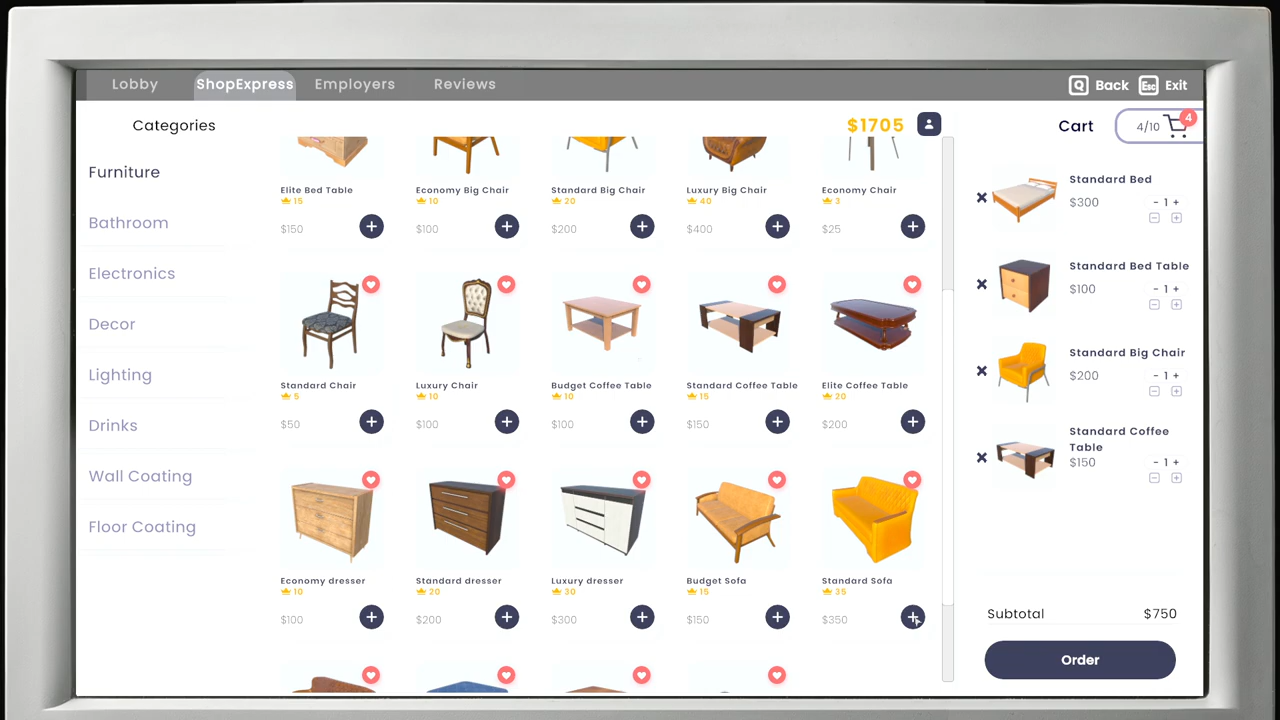 Lobby
ShopExpress
Employers
Reviews
Q Back
Esc Exit
Categories
$1705
Cart
4/10
4
Furniture
Bathroom
Electronics
Decor
Lighting
Drinks
Wall Coating
Floor Coating
Elite Bed Table
15
$150
Economy Big Chair
10
$100
Standard Big Chair
20
$200
Luxury Big Chair
40
$400
Economy Chair
3
$25
Standard Chair
5
$50
Luxury Chair
10
$100
Budget Coffee Table
10
$100
Standard Coffee Table
15
$150
Elite Coffee Table
20
$200
Economy dresser
10
$100
Standard dresser
20
$200
Luxury dresser
30
$300
Budget Sofa
15
$150
Standard Sofa
35
$350
Standard Bed
$300
- 1 +
Standard Bed Table
$100
- 1 +
Standard Big Chair
$200
- 1 +
Standard Coffee
Table
$150
- 1 +
Subtotal $750
Order